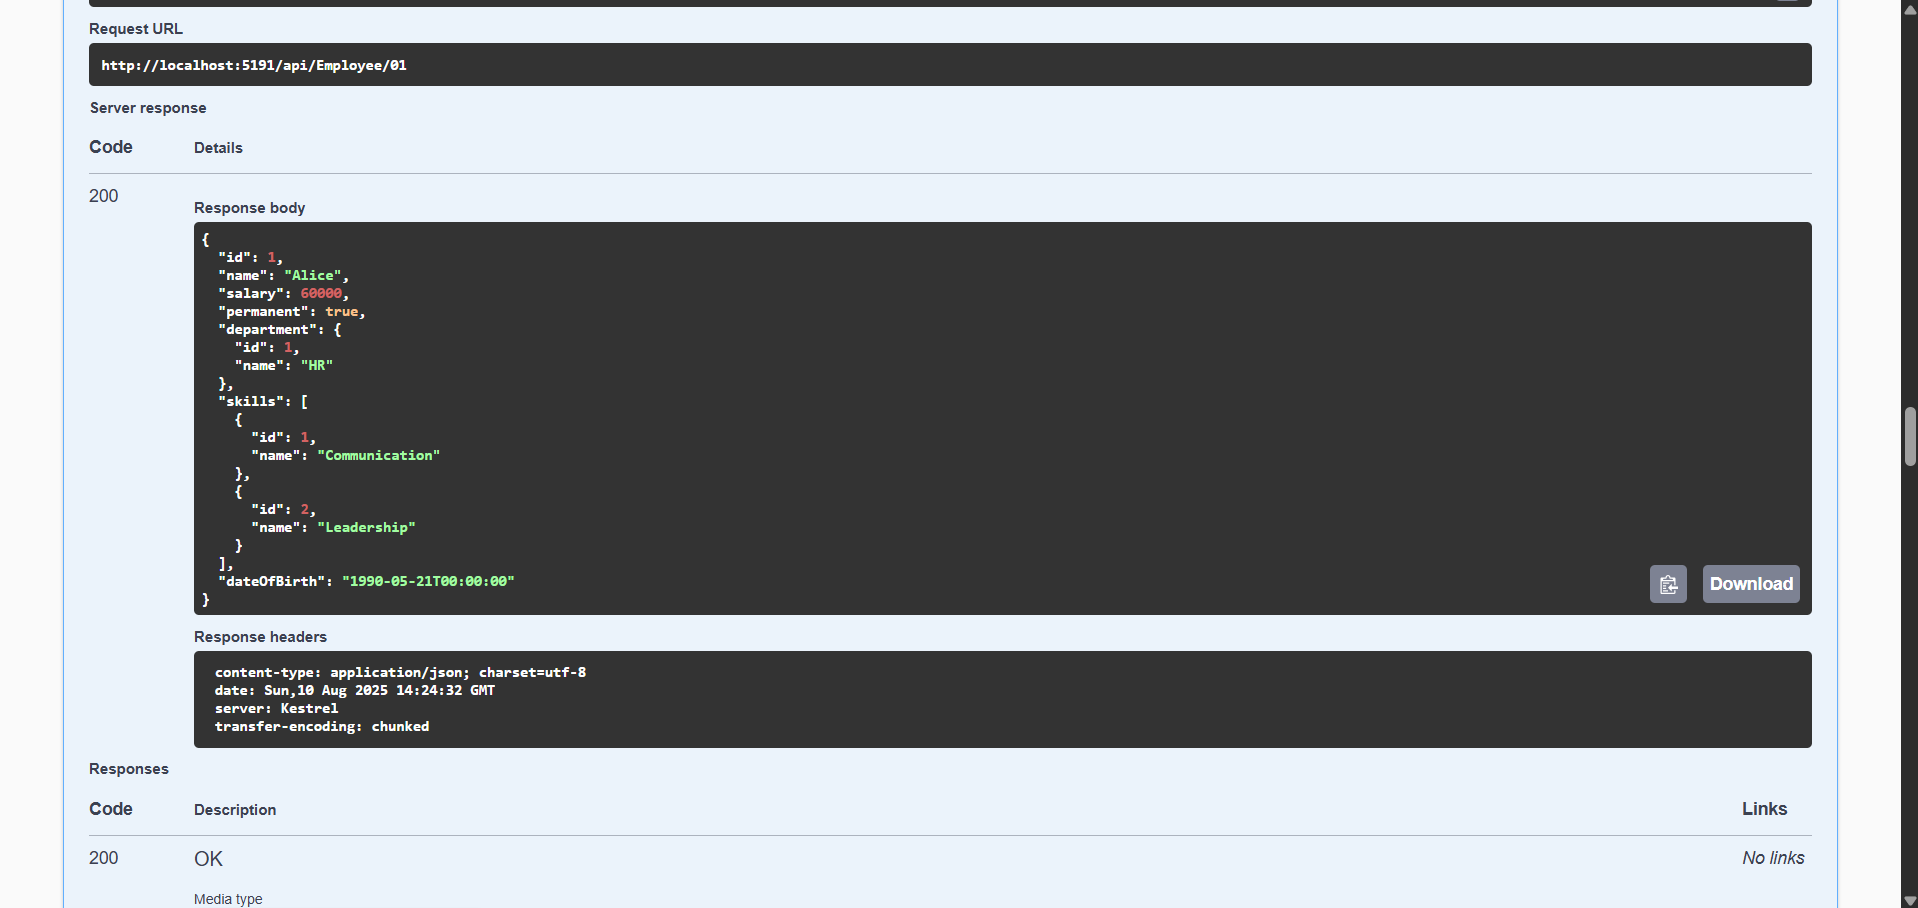 Request URL
http://localhost:5191/api/Employee/01
Server response
Code Details
200
Response body
{
  "id": 1,
  "name": "Alice",
  "salary": 60000,
  "permanent": true,
  "department": {
    "id": 1,
    "name": "HR"
  },
  "skills": [
    {
      "id": 1,
      "name": "Communication"
    },
    {
      "id": 2,
      "name": "Leadership"
    }
  ],
  "dateOfBirth": "1990-05-21T00:00:00"
}
Download
Response headers
content-type: application/json; charset=utf-8
date: Sun,10 Aug 2025 14:24:32 GMT
server: Kestrel
transfer-encoding: chunked
Responses
Code Description Links
200 OK No links
Media type